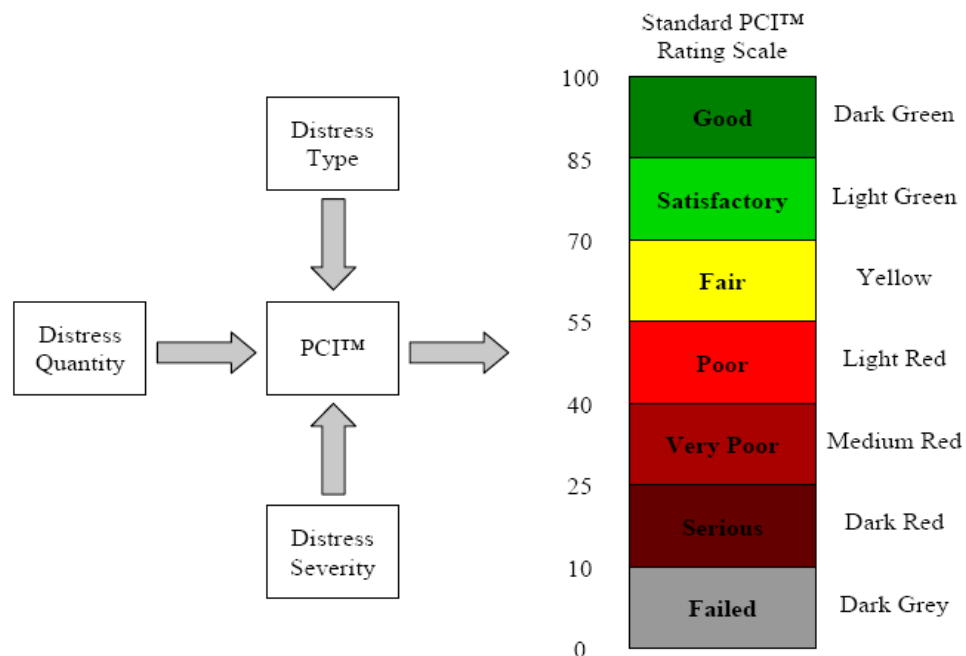 Standard PCI™
Rating Scale
100
Distress
Type
Good
Dark Green
85
Satisfactory
Light Green
70
Distress
Quantity
PCI™
Fair
Yellow
55
Poor
Light Red
40
Very Poor
Medium Red
25
Distress
Severity
Serious
Dark Red
10
Failed
Dark Grey
0